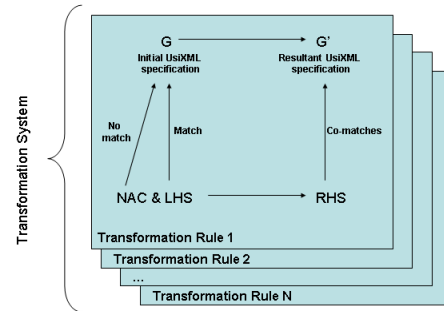 Transformation System
G
Initial UsiXML
specification
G'
Resultant UsiXML
specification
No
match
Match
Co-matches
NAC & LHS
RHS
Transformation Rule 1
Transformation Rule 2
...
Transformation Rule N